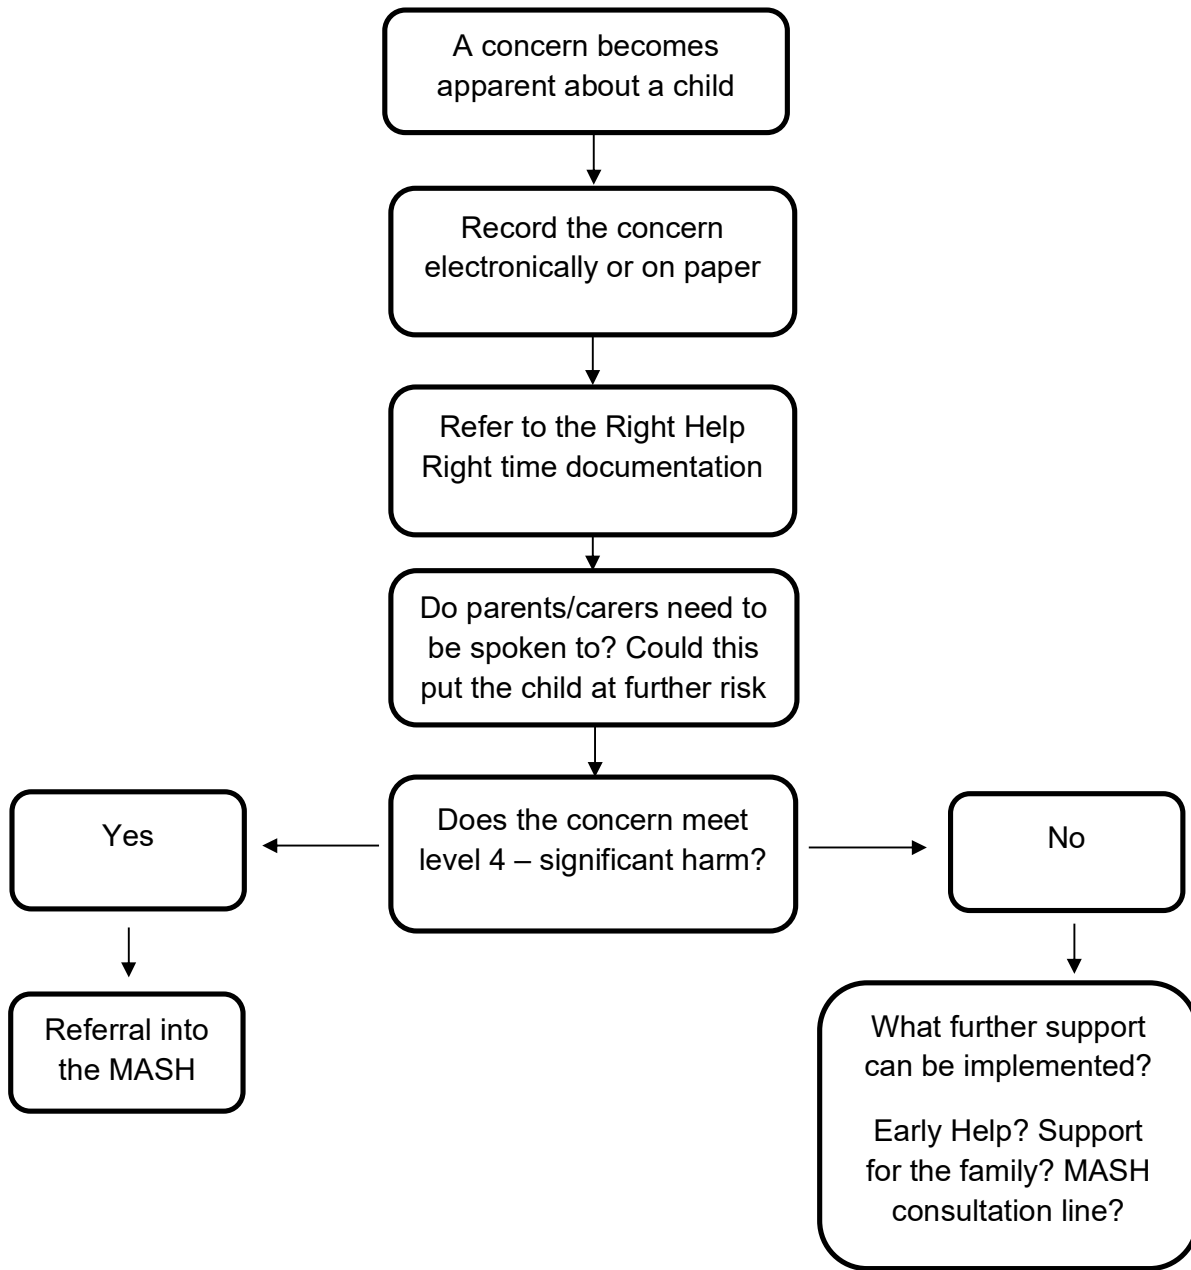 A concern becomes
apparent about a child
Record the concern
electronically or on paper
Refer to the Right Help
Right time documentation
Do parents/carers need to
be spoken to? Could this
put the child at further risk
Does the concern meet
level 4 – significant harm?
Yes
No
Referral into
the MASH
What further support
can be implemented?
Early Help? Support
for the family? MASH
consultation line?